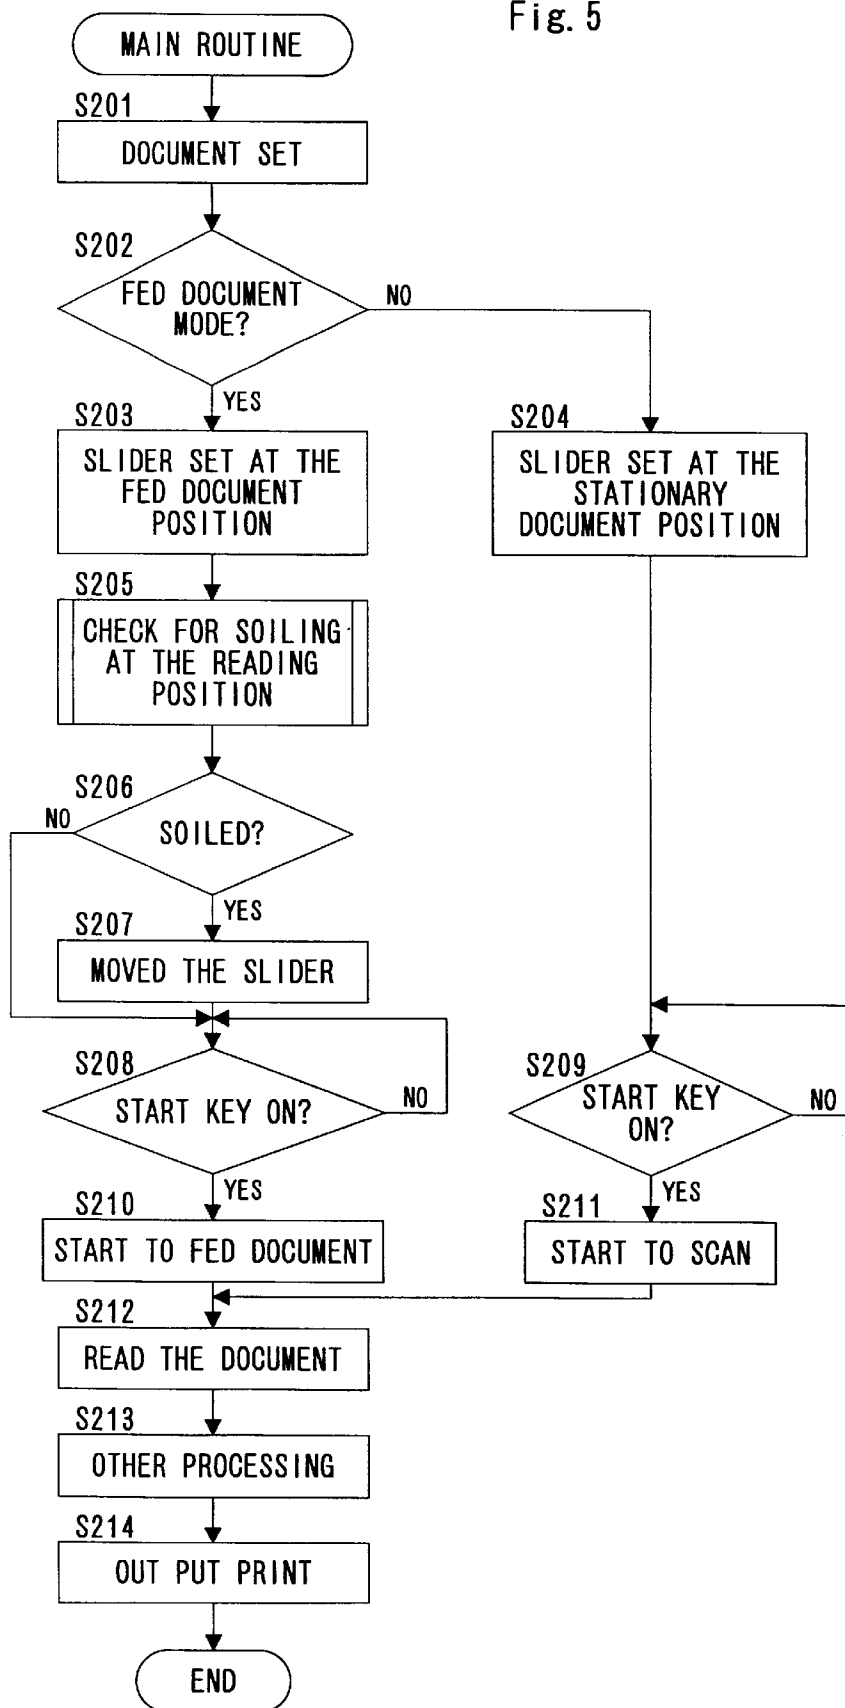 Fig. 5
MAIN ROUTINE
S201
DOCUMENT SET
S202
FED DOCUMENT
MODE?
NO
YES
S203
SLIDER SET AT THE
FED DOCUMENT
POSITION
S204
SLIDER SET AT THE
STATIONARY
DOCUMENT POSITION
S205
CHECK FOR SOILING
AT THE READING
POSITION
S206
NO
SOILED?
YES
S207
MOVED THE SLIDER
S208
START KEY ON?
NO
S209
START KEY
ON?
NO
YES
YES
S210
START TO FED DOCUMENT
S211
START TO SCAN
S212
READ THE DOCUMENT
S213
OTHER PROCESSING
S214
OUT PUT PRINT
END